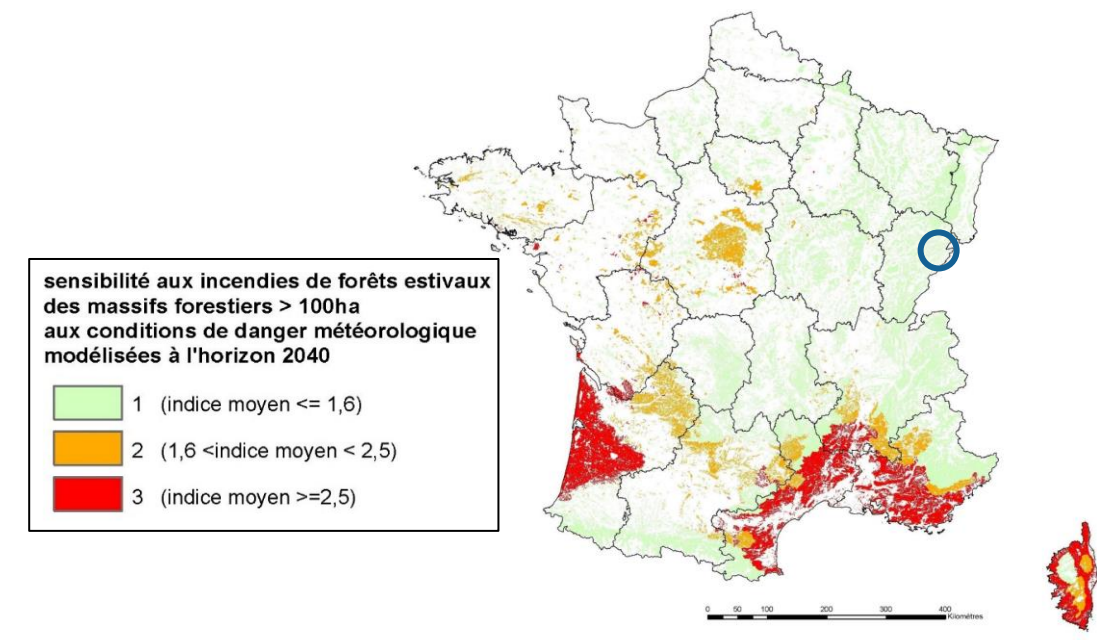 sensibilité aux incendies de forêts estivaux
des massifs forestiers > 100ha
aux conditions de danger météorologique
modélisées à l'horizon 2040
1 (indice moyen <= 1,6)
2 (1,6 <indice moyen < 2,5)
3 (indice moyen >=2,5)
0 50 100 200 300 400
Kilomètres